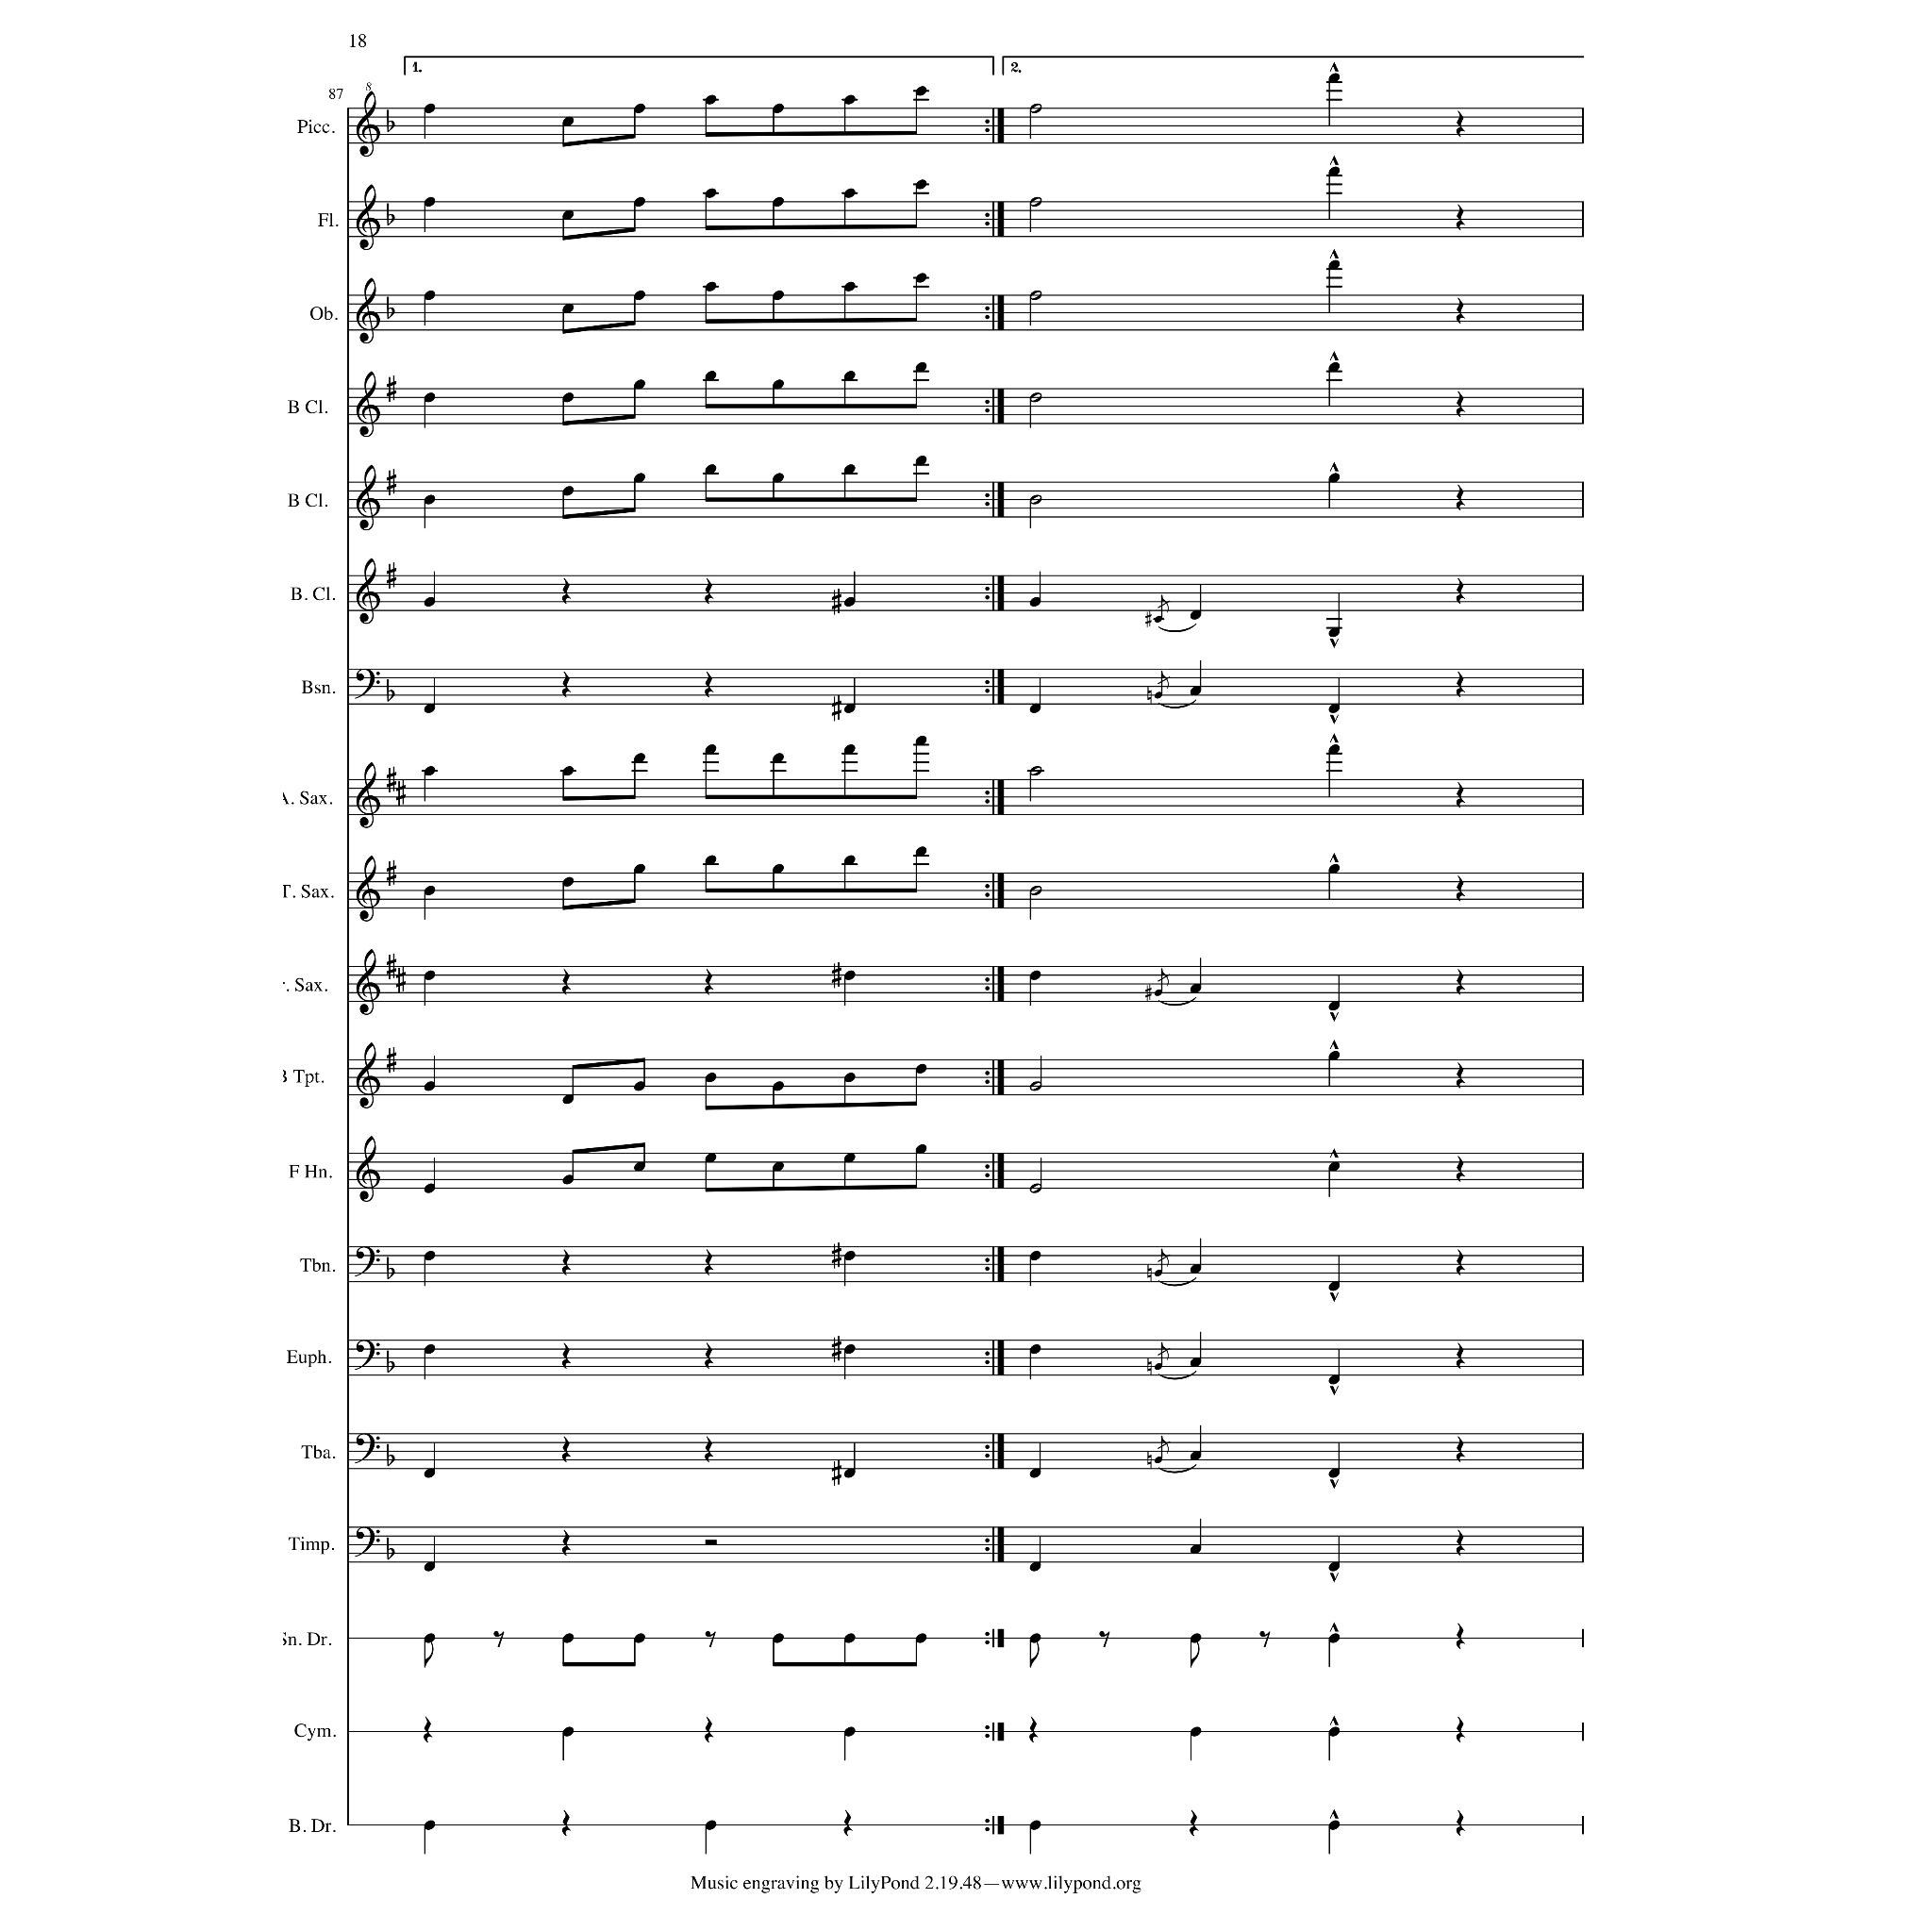 18
1. 2.
87
8
Picc.
Fl.
Ob.
B Cl.
B Cl.
B. Cl.
Bsn.
A. Sax.
T. Sax.
. Sax.
B Tpt.
F Hn.
Tbn.
Euph.
Tba.
Timp.
Sn. Dr.
Cym.
B. Dr.
Music engraving by LilyPond 2.19.48—www.lilypond.org